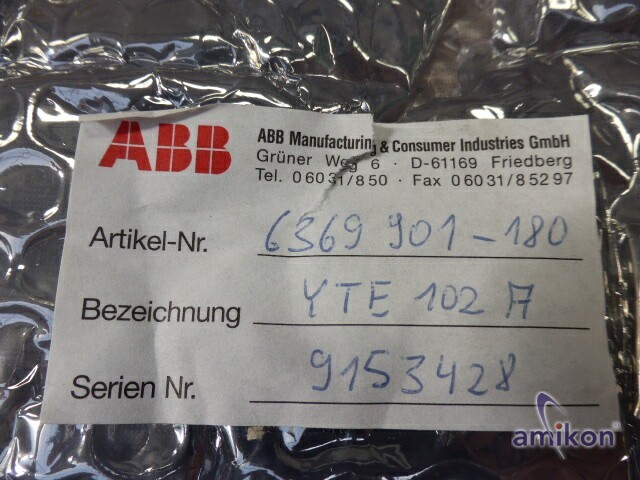 ABB
ABB Manufacturing & Consumer Industries GmbH
Grüner Weg 6 · D-61169 Friedberg
Tel. 06031/850 · Fax 06031/85297
Artikel-Nr. 6369 901-180
Bezeichnung YTE 102 A
Serien Nr. 9153428
amikon